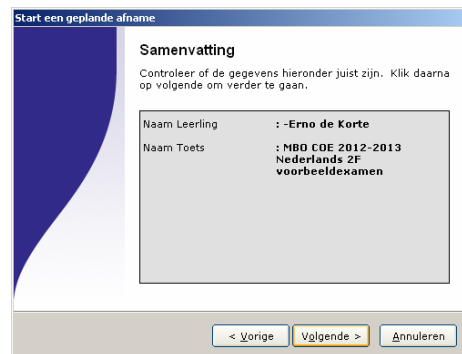 Start een geplande afname
Samenvatting
Controleer of de gegevens hieronder juist zijn. Klik daarna
op volgende om verder te gaan.
Naam Leerling : -Erno de Korte
Naam Toets : MBO COE 2012-2013
Nederlands 2F
voorbeeldexamen
< Vorige Volgende > Annuleren